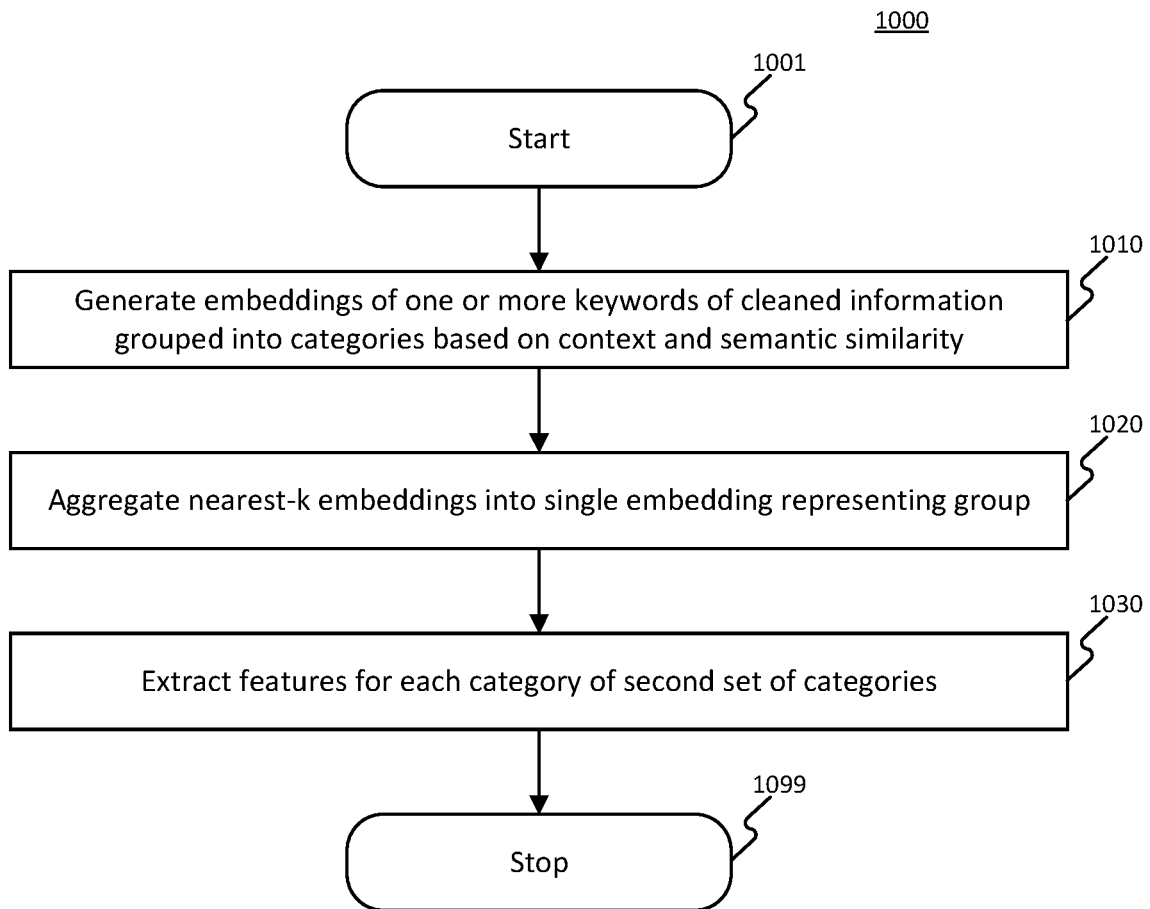 1000
1001
Start
1010
Generate embeddings of one or more keywords of cleaned information
grouped into categories based on context and semantic similarity
1020
Aggregate nearest-k embeddings into single embedding representing group
1030
Extract features for each category of second set of categories
1099
Stop